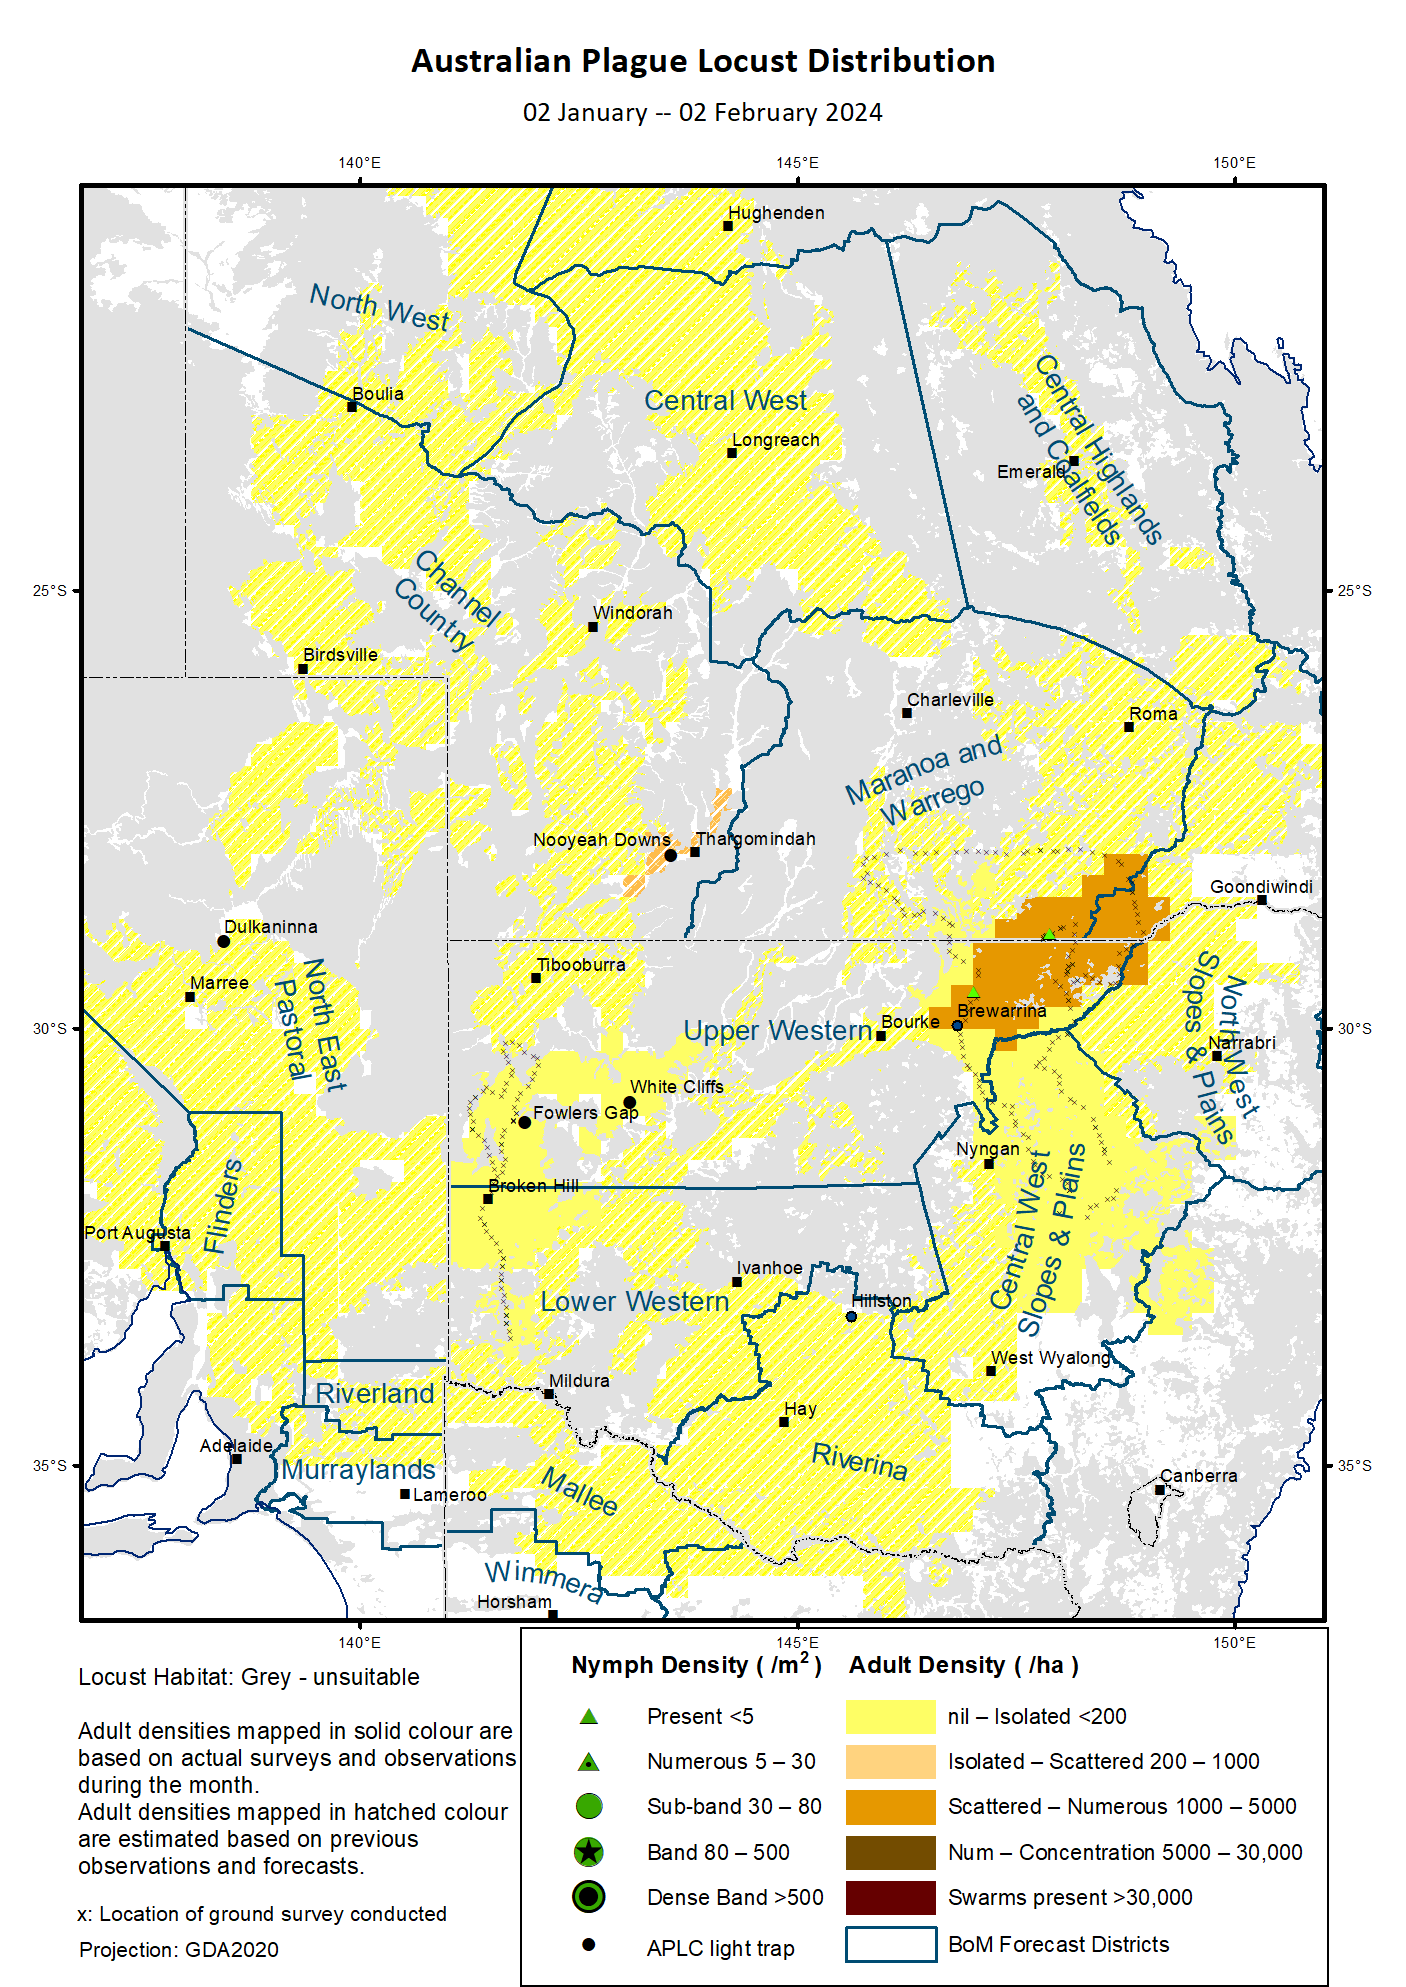 Australian Plague Locust Distribution
02 January -- 02 February 2024
140°E
145°E
150°E
Hughenden
North West
Boulia
Central West
Longreach
Central Highlands
and Coalfields
Emerald
25°S
25°S
Channel
Country
Windorah
Birdsville
Charleville
Roma
Maranoa and
Warrego
Nooyeah Downs
Thargomindah
Goondiwindi
Dulkaninna
Marree
North East
Pastoral
Tibooburra
North West
Slopes & Plains
30°S
30°S
Upper Western
Bourke
Brewarrina
Narrabri
White Cliffs
Fowlers Gap
Nyngan
Broken Hill
Flinders
Port Augusta
Central West
Slopes & Plains
Ivanhoe
Lower Western
Hillston
West Wyalong
Riverland
Mildura
Hay
Adelaide
Murraylands
Riverina
35°S
35°S
Mallee
Lameroo
Canberra
Wimmera
Horsham
140°E
145°E
150°E
Locust Habitat: Grey - unsuitable
Adult densities mapped in solid colour are
based on actual surveys and observations
during the month.
Adult densities mapped in hatched colour
are estimated based on previous
observations and forecasts.
x: Location of ground survey conducted
Projection: GDA2020
Nymph Density ( /m2 )
Present <5
Numerous 5 – 30
Sub-band 30 – 80
Band 80 – 500
Dense Band >500
APLC light trap
Adult Density ( /ha )
nil – Isolated <200
Isolated – Scattered 200 – 1000
Scattered – Numerous 1000 – 5000
Num – Concentration 5000 – 30,000
Swarms present >30,000
BoM Forecast Districts